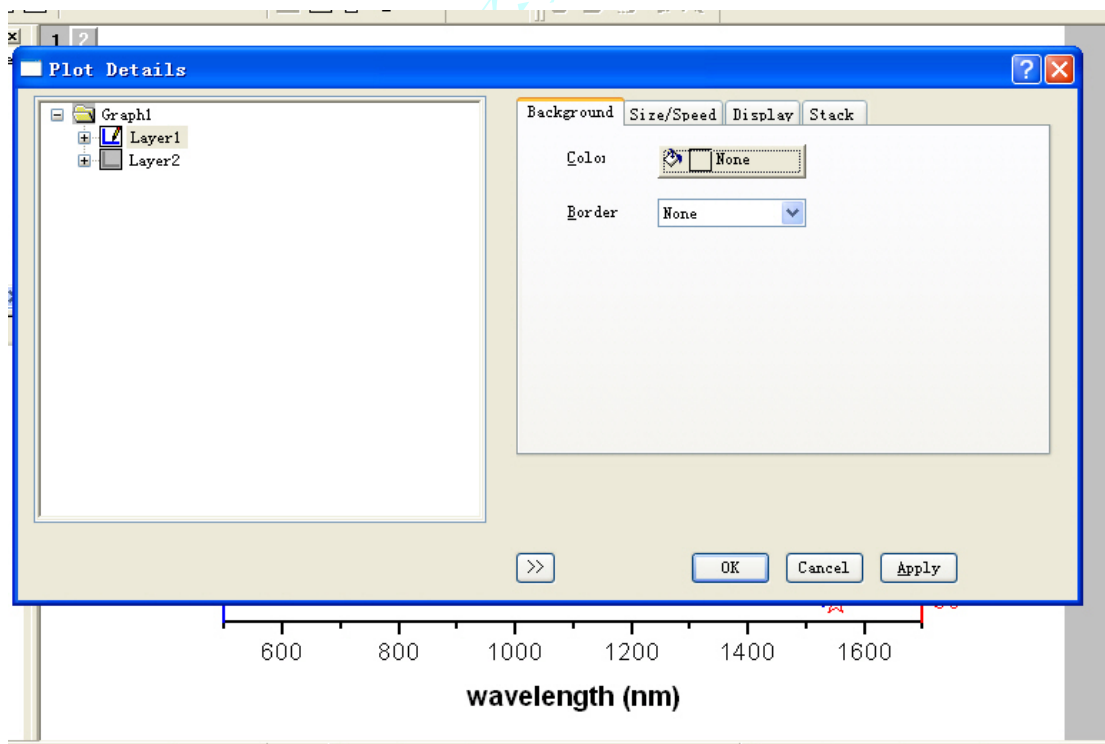 1 2
Plot Details
Graph1
Layer1
Layer2
Background Size/Speed Display Stack
Color None
Border None
>> OK Cancel Apply
600 800 1000 1200 1400 1600
wavelength (nm)